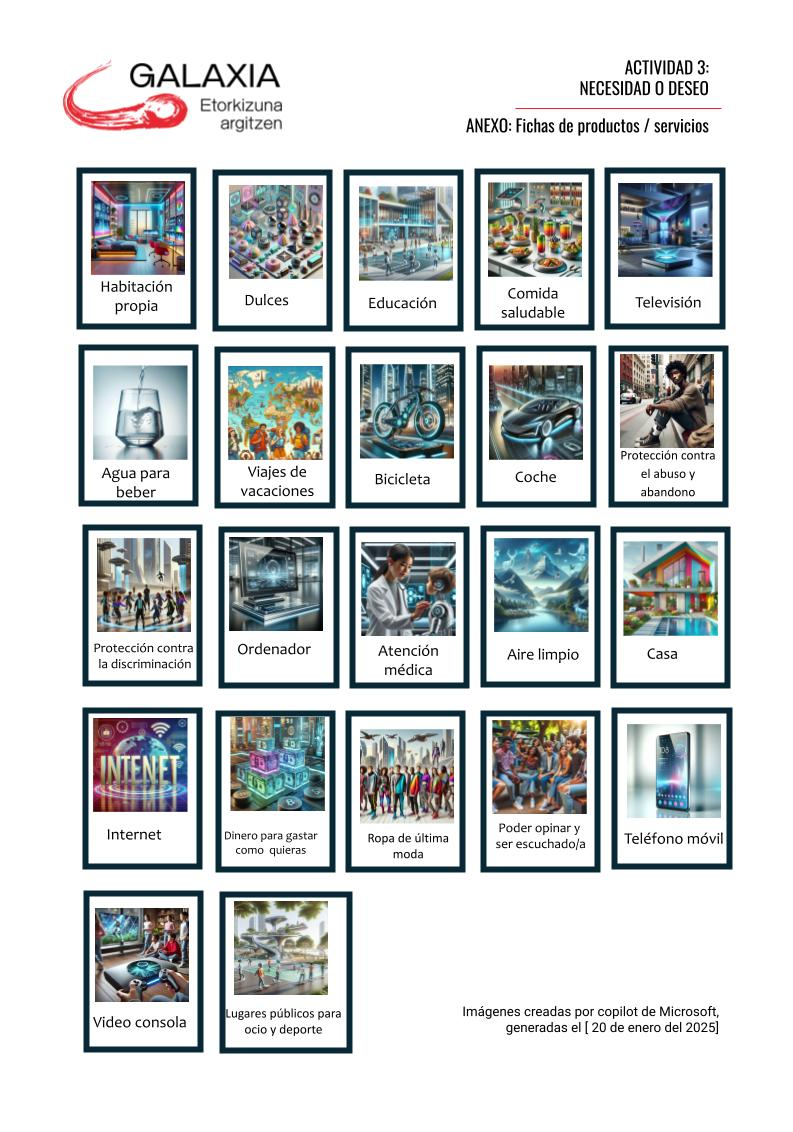 GALAXIA
Etorkizuna
argitzen
ACTIVIDAD 3:
NECESIDAD O DESEO
ANEXO: Fichas de productos / servicios
Habitación
propia
Dulces
Educación
Comida
saludable
Televisión
Agua para
beber
Viajes de
vacaciones
Bicicleta
Coche
Protección contra
el abuso y
abandono
Protección contra
la discriminación
Ordenador
Atención
médica
Aire limpio
Casa
INTENET
Internet
Dinero para gastar
como quieras
Ropa de última
moda
Poder opinar y
ser escuchado/a
Teléfono móvil
Video consola
Lugares públicos para
ocio y deporte
Imágenes creadas por copilot de Microsoft,
generadas el [ 20 de enero del 2025]